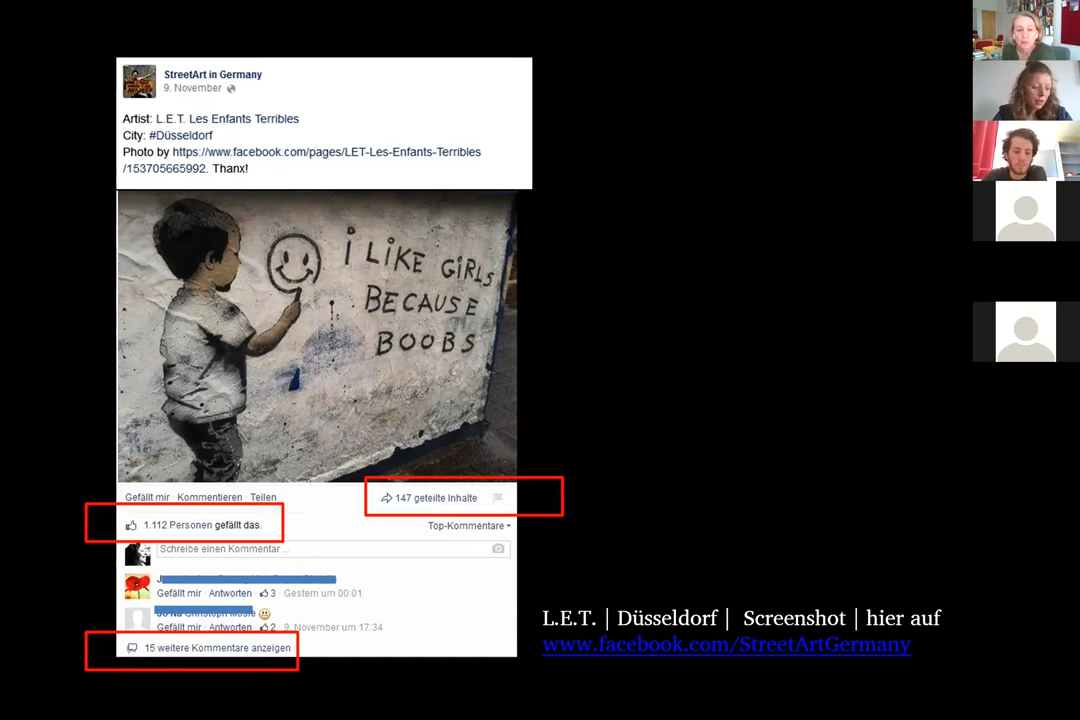 StreetArt in Germany
9. November
Artist: L.E.T. Les Enfants Terribles
City: #Düsseldorf
Photo by https://www.facebook.com/pages/LET-Les-Enfants-Terribles
/153705665992. Thanx!
i LiKE GiRLS
BECAUSE
BOOBS
Gefällt mir · Kommentieren · Teilen
147 geteilte Inhalte
1.112 Personen gefällt das.
Top-Kommentare
Schreibe einen Kommentar ...
Gefällt mir · Antworten · 3 · Gestern um 00:01
Gefällt mir · Antworten · 2 · 9. November um 17:34
15 weitere Kommentare anzeigen
L.E.T. | Düsseldorf | Screenshot | hier auf
www.facebook.com/StreetArtGermany